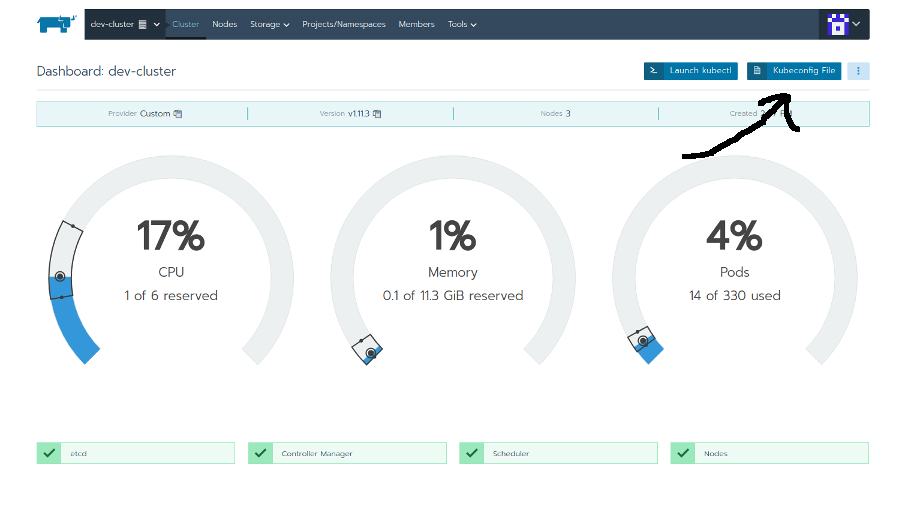 dev-cluster Cluster Nodes Storage Projects/Namespaces Members Tools
Dashboard: dev-cluster
Launch kubectl Kubeconfig File
Provider Custom Version v1.11.3 Nodes 3 Created
17% 1% 4%
CPU Memory Pods
1 of 6 reserved 0.1 of 11.3 GiB reserved 14 of 330 used
etcd Controller Manager Scheduler Nodes